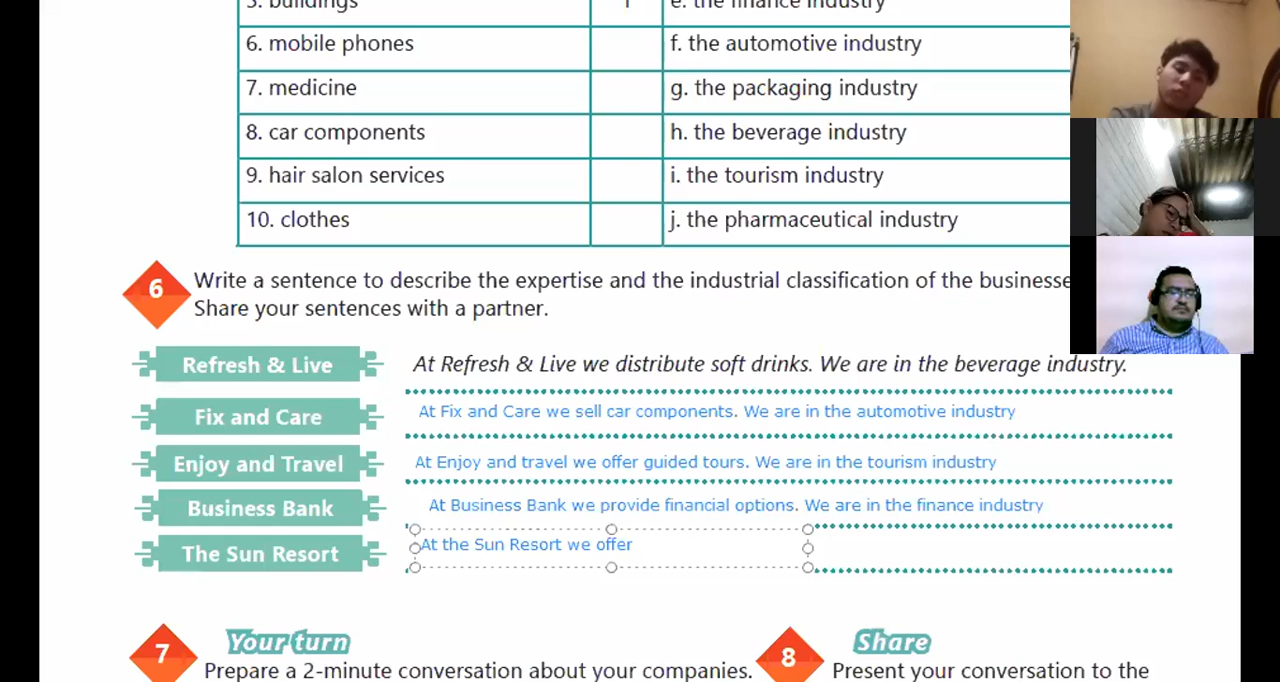 5. buildings e. the finance industry
6. mobile phones f. the automotive industry
7. medicine g. the packaging industry
8. car components h. the beverage industry
9. hair salon services i. the tourism industry
10. clothes j. the pharmaceutical industry
6 Write a sentence to describe the expertise and the industrial classification of the businesse
Share your sentences with a partner.
Refresh & Live At Refresh & Live we distribute soft drinks. We are in the beverage industry.
Fix and Care At Fix and Care we sell car components. We are in the automotive industry
Enjoy and Travel At Enjoy and travel we offer guided tours. We are in the tourism industry
Business Bank At Business Bank we provide financial options. We are in the finance industry
The Sun Resort At the Sun Resort we offer
7 Your turn 8 Share
Prepare a 2-minute conversation about your companies. Present your conversation to the